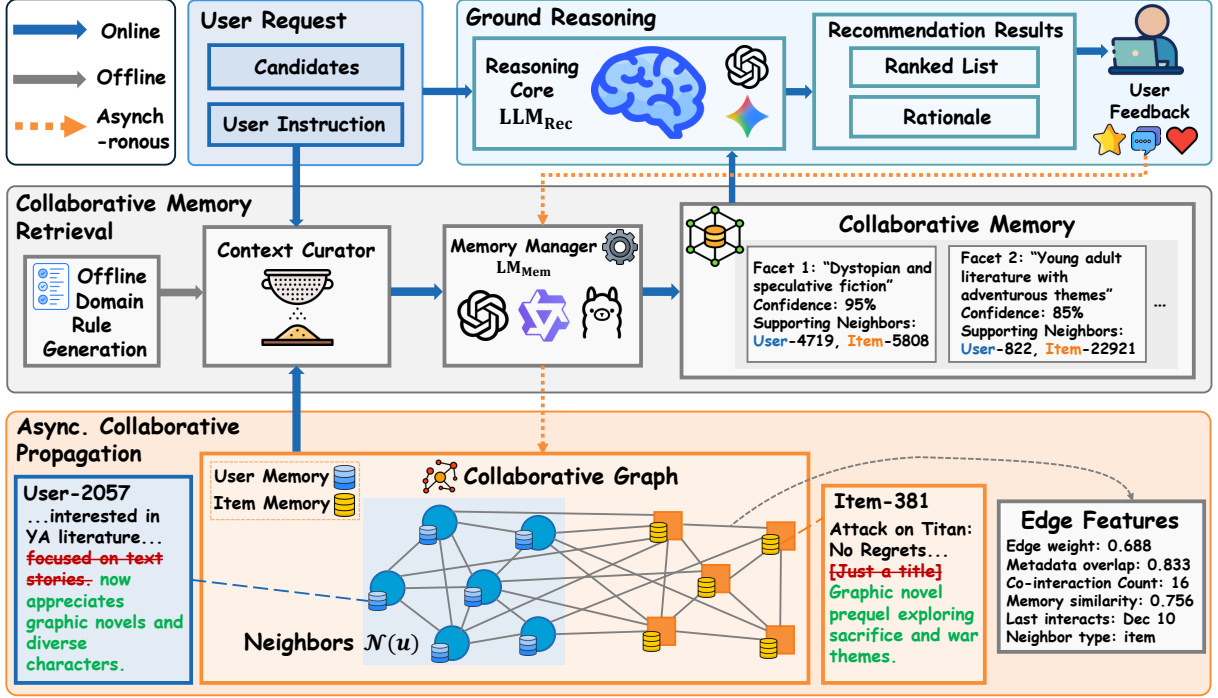 Online
Offline
Asynch
-ronous
User Request
Candidates
User Instruction
Ground Reasoning
Reasoning
Core
LLM_Rec
Recommendation Results
Ranked List
Rationale
User
Feedback
Collaborative Memory
Retrieval
Offline
Domain
Rule
Generation
Context Curator
Memory Manager
LM_Mem
Collaborative Memory
Facet 1: “Dystopian and
speculative fiction”
Confidence: 95%
Supporting Neighbors:
User-4719, Item-5808
Facet 2: “Young adult
literature with
adventurous themes”
Confidence: 85%
Supporting Neighbors:
User-822, Item-22921
...
Async. Collaborative
Propagation
User-2057
...interested in
YA literature...
focused on text
stories. now
appreciates
graphic novels and
diverse
characters.
User Memory
Item Memory
Collaborative Graph
Neighbors 𝒩(u)
Item-381
Attack on Titan:
No Regrets...
[Just a title]
Graphic novel
prequel exploring
sacrifice and war
themes.
Edge Features
Edge weight: 0.688
Metadata overlap: 0.833
Co-interaction Count: 16
Memory similarity: 0.756
Last interacts: Dec 10
Neighbor type: item